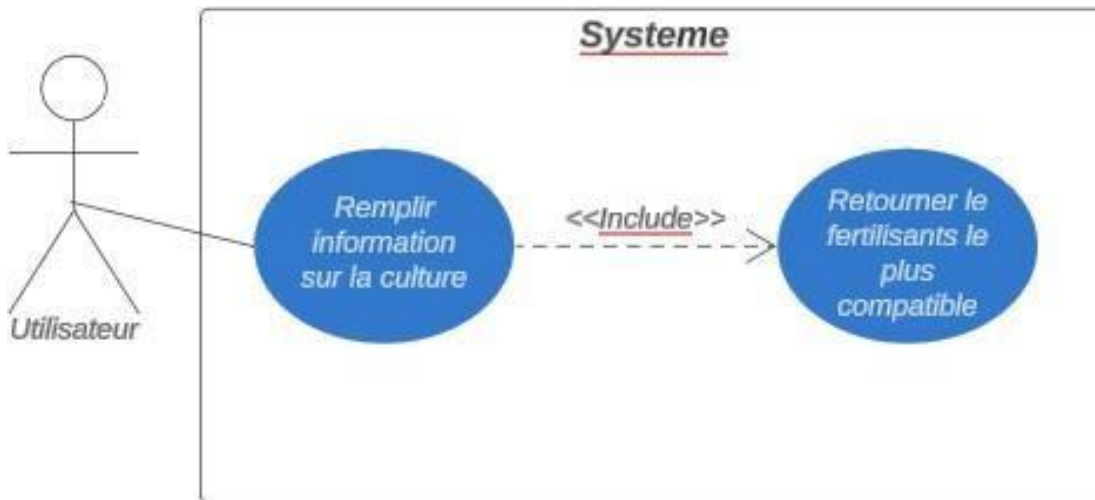 Systeme
Remplir
information
sur la culture
<<Include>>
Retourner le
fertilisants le
plus
compatible
Utilisateur